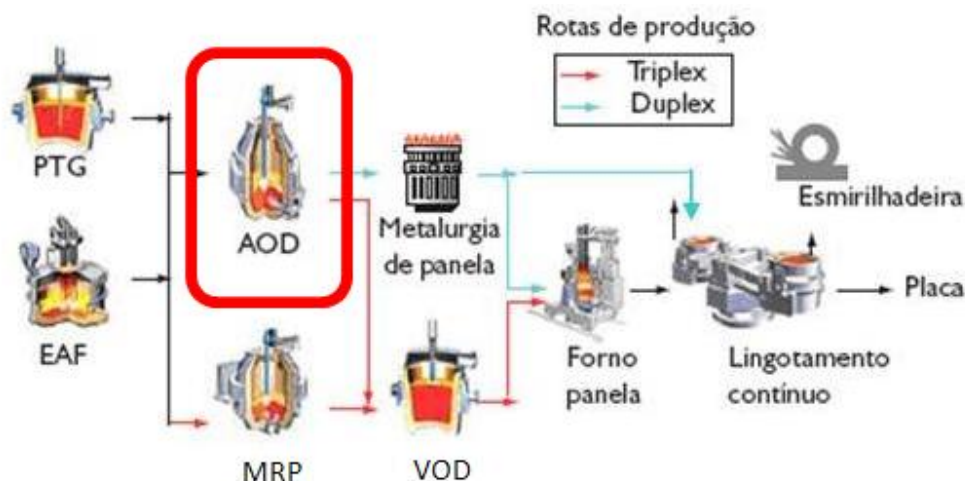 Rotas de produção
Triplex
Duplex
PTG
AOD
Metalurgia
de panela
Esmirilhadeira
EAF
Forno
panela
Lingotamento
contínuo
Placa
MRP
VOD